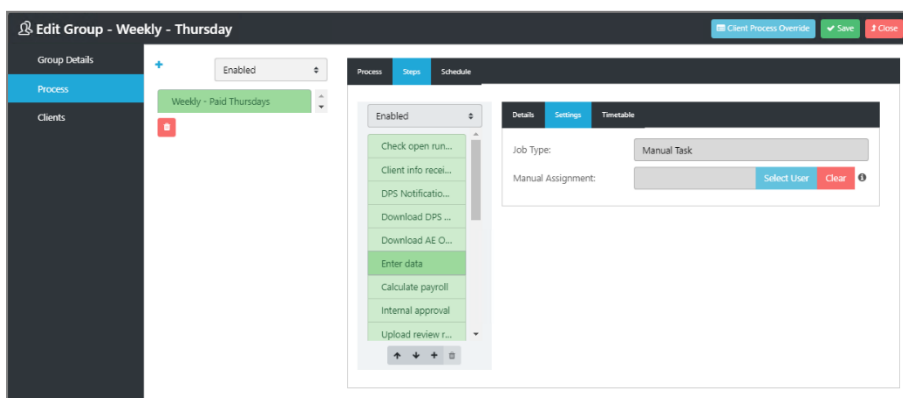 Edit Group - Weekly - Thursday
Client Process Override
Save
Close
Group Details
Process
Clients
Enabled
Weekly - Paid Thursdays
Process
Steps
Schedule
Enabled
Check open run...
Client info recei...
DPS Notificatio...
Download DPS ...
Download AE O...
Enter data
Calculate payroll
Internal approval
Upload review r...
Details
Settings
Timetable
Job Type:
Manual Task
Manual Assignment:
Select User
Clear